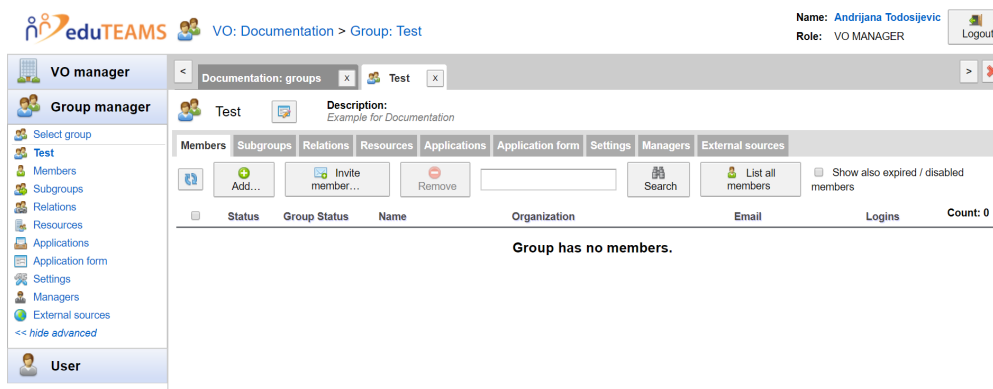 eduTEAMS
VO: Documentation > Group: Test
Name: Andrijana Todosijevic
Role: VO MANAGER
Logout
VO manager
Group manager
Select group
Test
Members
Subgroups
Relations
Resources
Applications
Application form
Settings
Managers
External sources
<< hide advanced
User
< Documentation: groups x Test x >
Test
Description:
Example for Documentation
Members Subgroups Relations Resources Applications Application form Settings Managers External sources
Add...
Invite
member...
Remove
Search
List all
members
Show also expired / disabled
members
Status Group Status Name Organization Email Logins Count: 0
Group has no members.